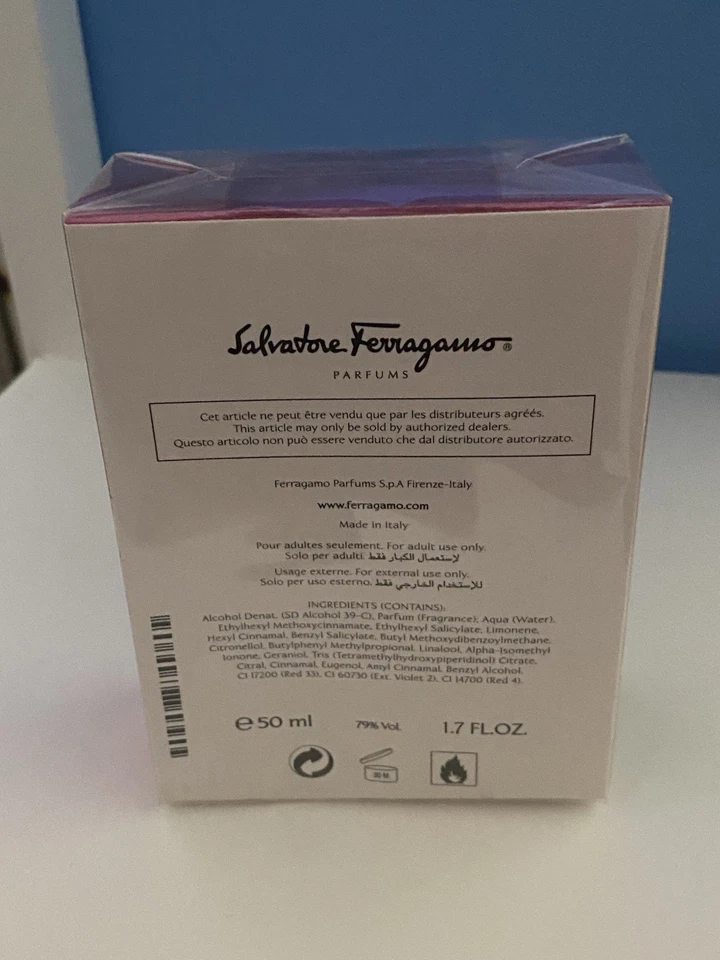 Salvatore Ferragamo®
PARFUMS
Cet article ne peut être vendu que par les distributeurs agréés.
This article may only be sold by authorized dealers.
Questo articolo non può essere venduto che dal distributore autorizzato.
Ferragamo Parfums S.p.A Firenze-Italy
www.ferragamo.com
Made in Italy
Pour adultes seulement. For adult use only.
Solo per adulti. لاستعمال الكبار فقط
Usage externe. For external use only.
Solo per uso esterno. للاستخدام الخارجي فقط
INGREDIENTS (CONTAINS):
Alcohol Denat. (SD Alcohol 39-C), Parfum (Fragrance), Aqua (Water),
Ethylhexyl Methoxycinnamate, Ethylhexyl Salicylate, Limonene,
Hexyl Cinnamal, Benzyl Salicylate, Butyl Methoxydibenzoylmethane,
Citronellol, Butylphenyl Methylpropional, Linalool, Alpha-Isomethyl
Ionone, Geraniol, Tris (Tetramethylhydroxypiperidinol) Citrate,
Citral, Cinnamal, Eugenol, Amyl Cinnamal, Benzyl Alcohol,
CI 17200 (Red 33), CI 60730 (Ext. Violet 2), CI 14700 (Red 4).
℮ 50 ml 79% Vol. 1.7 FL.OZ.